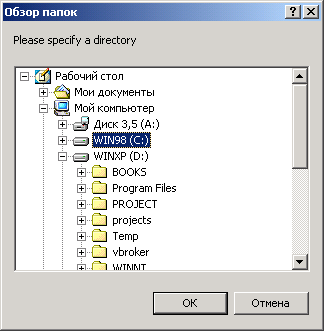 Обзор папок
Please specify a directory
Рабочий стол
Мои документы
Мой компьютер
Диск 3,5 (A:)
WIN98 (C:)
WINXP (D:)
BOOKS
Program Files
PROJECT
projects
Temp
vbroker
WINNT
OK
Отмена